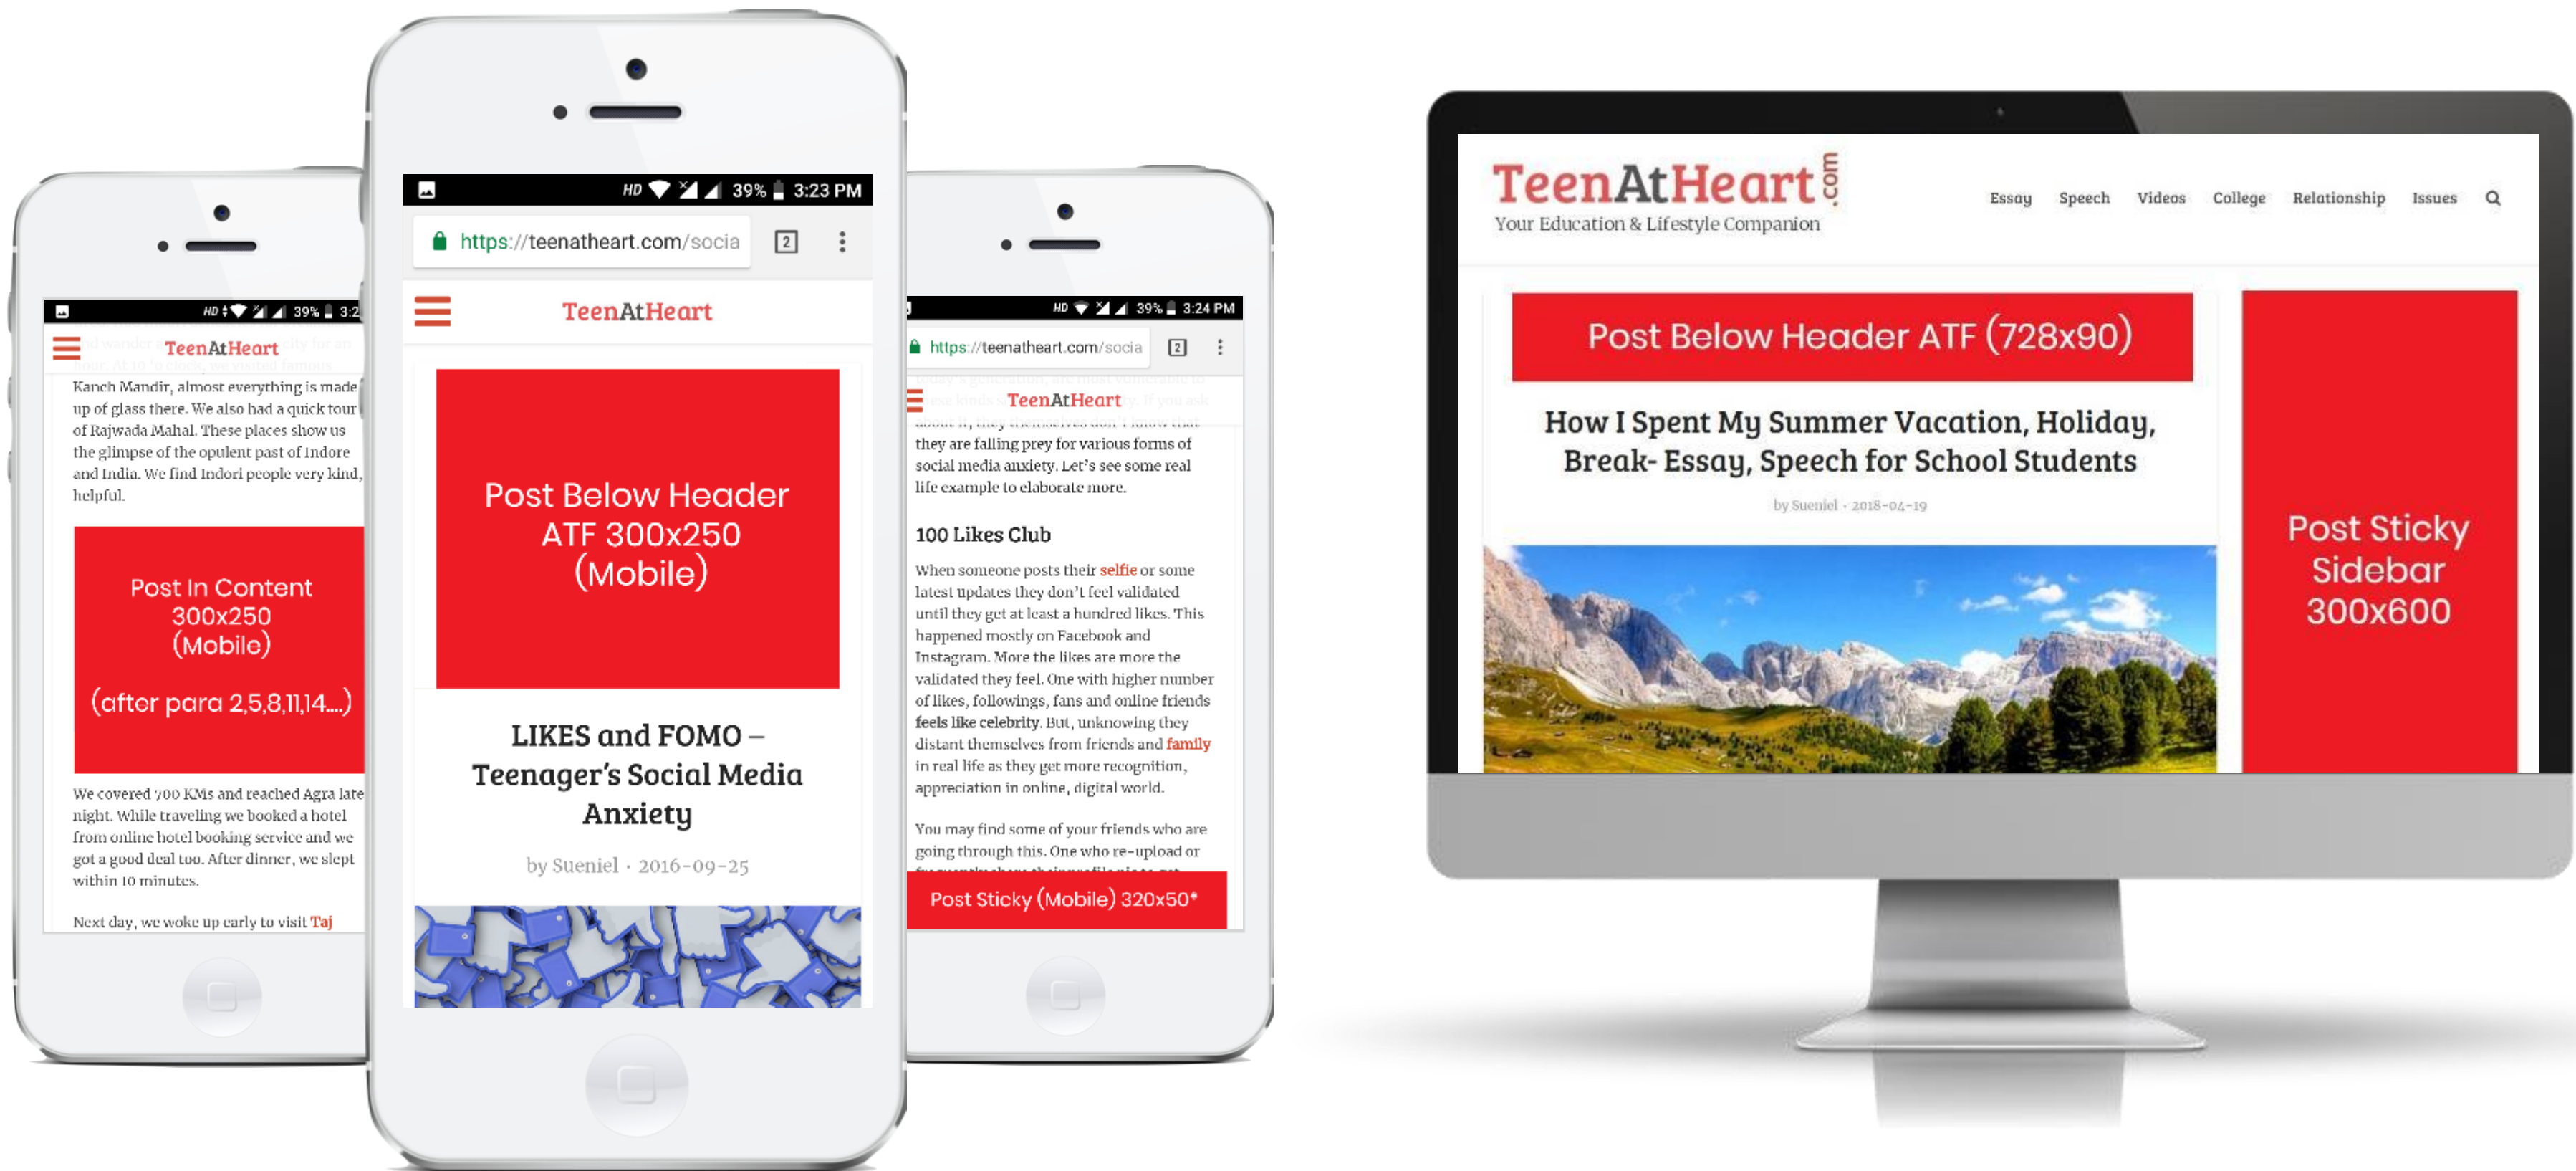 HD 39% 3:2
TeenAtHeart
Kanch Mandir, almost everything is made
up of glass there. We also had a quick tour
of Rajwada Mahal. These places show us
the glimpse of the opulent past of Indore
and India. We find Indori people very kind,
helpful.
Post In Content
300x250
(Mobile)
(after para 2,5,8,11,14....)
We covered 700 KMs and reached Agra late
night. While traveling we booked a hotel
from online hotel booking service and we
got a good deal too. After dinner, we slept
within 10 minutes.
Next day, we woke up early to visit Taj
HD 39% 3:23 PM
https://teenatheart.com/socia 2
TeenAtHeart
Post Below Header
ATF 300x250
(Mobile)
LIKES and FOMO –
Teenager's Social Media
Anxiety
by Sueniel · 2016-09-25
HD 39% 3:24 PM
https://teenatheart.com/socia 2
TeenAtHeart
they are falling prey for various forms of
social media anxiety. Let's see some real
life example to elaborate more.
100 Likes Club
When someone posts their selfie or some
latest updates they don't feel validated
until they get at least a hundred likes. This
happened mostly on Facebook and
Instagram. More the likes are more the
validated they feel. One with higher number
of likes, followings, fans and online friends
feels like celebrity. But, unknowing they
distant themselves from friends and family
in real life as they get more recognition,
appreciation in online, digital world.
You may find some of your friends who are
going through this. One who re-upload or
Post Sticky (Mobile) 320x50*
TeenAtHeart.com
Your Education & Lifestyle Companion
Essay Speech Videos College Relationship Issues
Post Below Header ATF (728x90)
How I Spent My Summer Vacation, Holiday,
Break- Essay, Speech for School Students
by Sueniel · 2018-04-19
Post Sticky
Sidebar
300x600